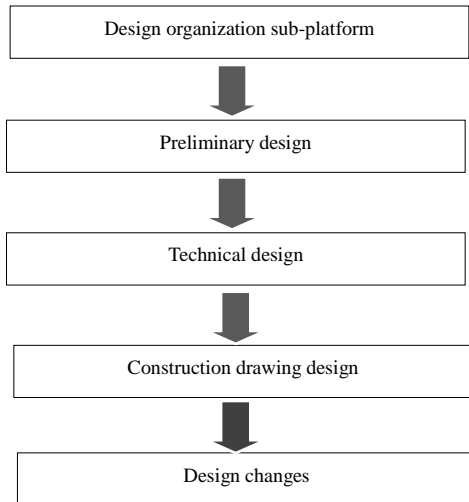 Design organization sub-platform
Preliminary design
Technical design
Construction drawing design
Design changes